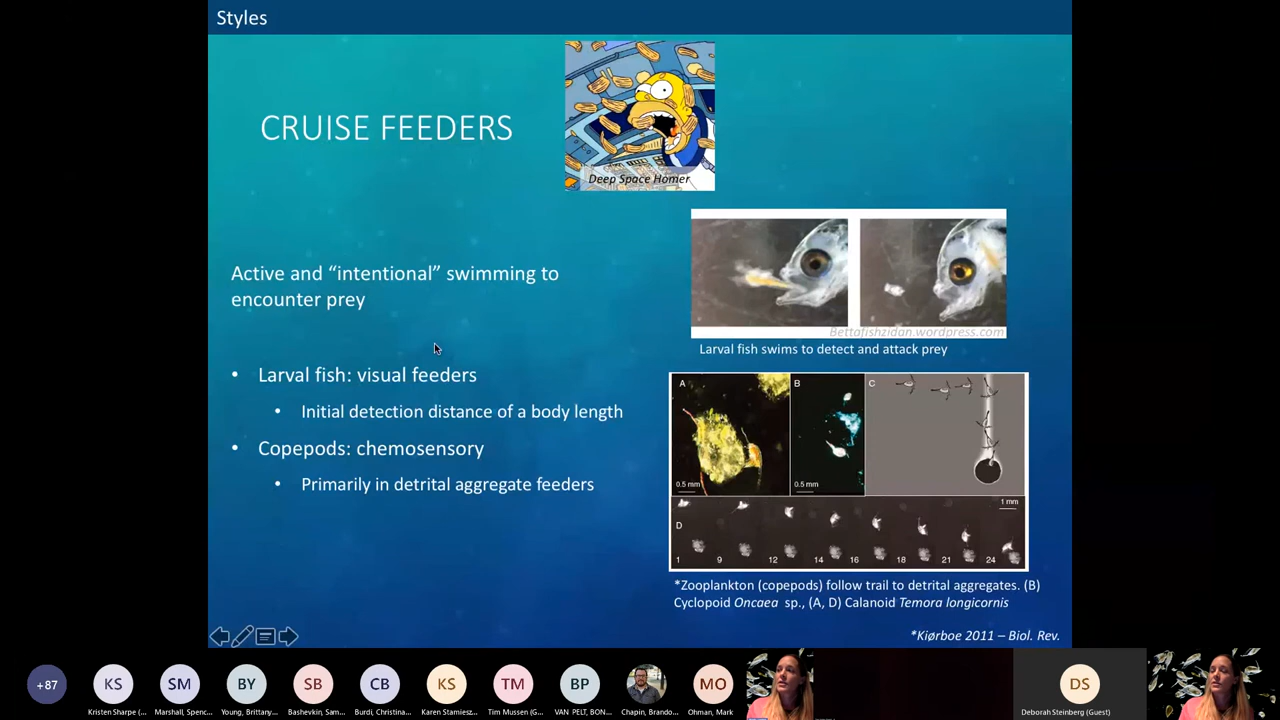 Styles
Deep Space Homer
CRUISE FEEDERS
Active and “intentional” swimming to
encounter prey
• Larval fish: visual feeders
• Initial detection distance of a body length
• Copepods: chemosensory
• Primarily in detrital aggregate feeders
Bettafishzidan.wordpress.com
Larval fish swims to detect and attack prey
A
B
C
0.5 mm
0.5 mm
1 mm
D
1 9 12 14 16 18 21 24
*Zooplankton (copepods) follow trail to detrital aggregates. (B)
Cyclopoid Oncaea sp., (A, D) Calanoid Temora longicornis
*Kiørboe 2011 – Biol. Rev.
+87
KS
SM
BY
SB
CB
KS
TM
BP
MO
DS
Kristen Sharpe (...
Marshall, Spenc...
Young, Brittany...
Bashevkin, Sam...
Burdi, Christina...
Karen Stamiesz...
Tim Mussen (G...
VAN PELT, BON...
Chapin, Brando...
Ohman, Mark
Deborah Steinberg (Guest)